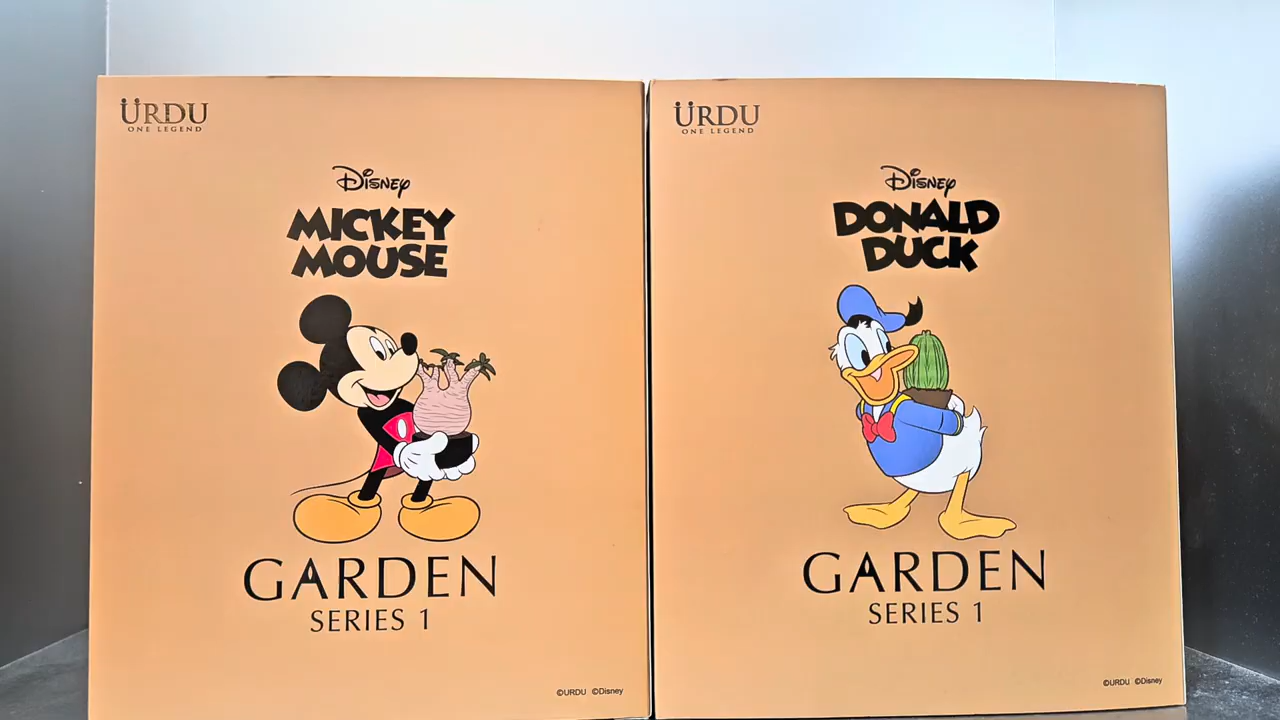 URDU
ONE LEGEND
Disney
MICKEY
MOUSE
GARDEN
SERIES 1
©URDU ©Disney
URDU
ONE LEGEND
Disney
DONALD
DUCK
GARDEN
SERIES 1
©URDU ©Disney